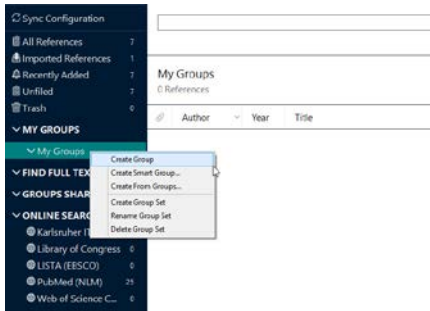 Sync Configuration
All References 7
Imported References 1
Recently Added 7
Unfiled 7
Trash 0
MY GROUPS
My Groups
FIND FULL TEX
GROUPS SHAR
ONLINE SEARC
Karlsruher IT
Library of Congress 0
LISTA (EBSCO) 0
PubMed (NLM) 25
Web of Science C... 0
Create Group
Create Smart Group...
Create From Groups...
Create Group Set
Rename Group Set
Delete Group Set
My Groups
0 References
Author Year Title